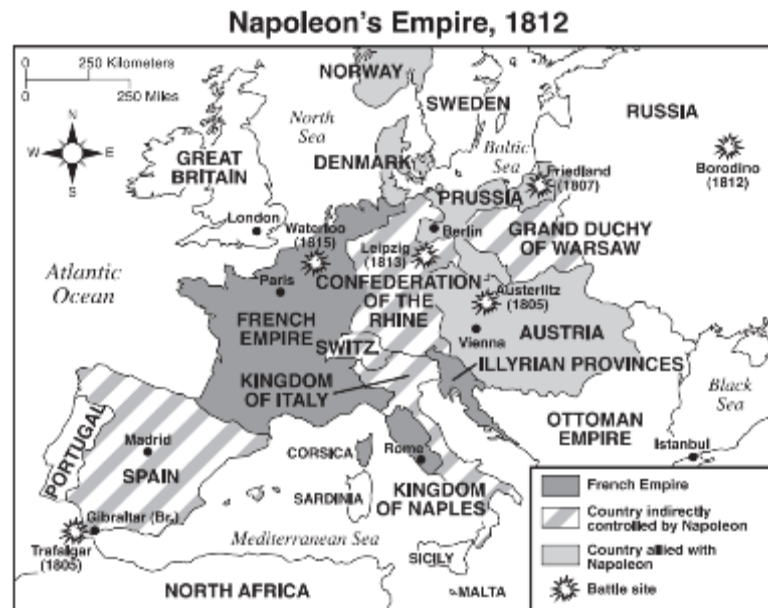 Napoleon's Empire, 1812
0 250 Kilometers
0 250 Miles
N
W E
S
NORWAY
SWEDEN
RUSSIA
North
Sea
Baltic
Sea
DENMARK
GREAT
BRITAIN
London
Friedland
(1807)
Borodino
(1812)
PRUSSIA
Berlin
GRAND DUCHY
OF WARSAW
Waterloo
(1815)
Leipzig
(1813)
Atlantic
Ocean
Paris
CONFEDERATION
OF THE
RHINE
Austerlitz
(1805)
FRENCH
EMPIRE
SWITZ.
Vienna
AUSTRIA
ILLYRIAN PROVINCES
KINGDOM
OF ITALY
Black
Sea
OTTOMAN
EMPIRE
Istanbul
PORTUGAL
Madrid
SPAIN
CORSICA
Rome
SARDINIA
KINGDOM
OF NAPLES
Gibraltar (Br.)
Trafalgar
(1805)
Mediterranean Sea
SICILY
MALTA
NORTH AFRICA
French Empire
Country indirectly
controlled by Napoleon
Country allied with
Napoleon
Battle site